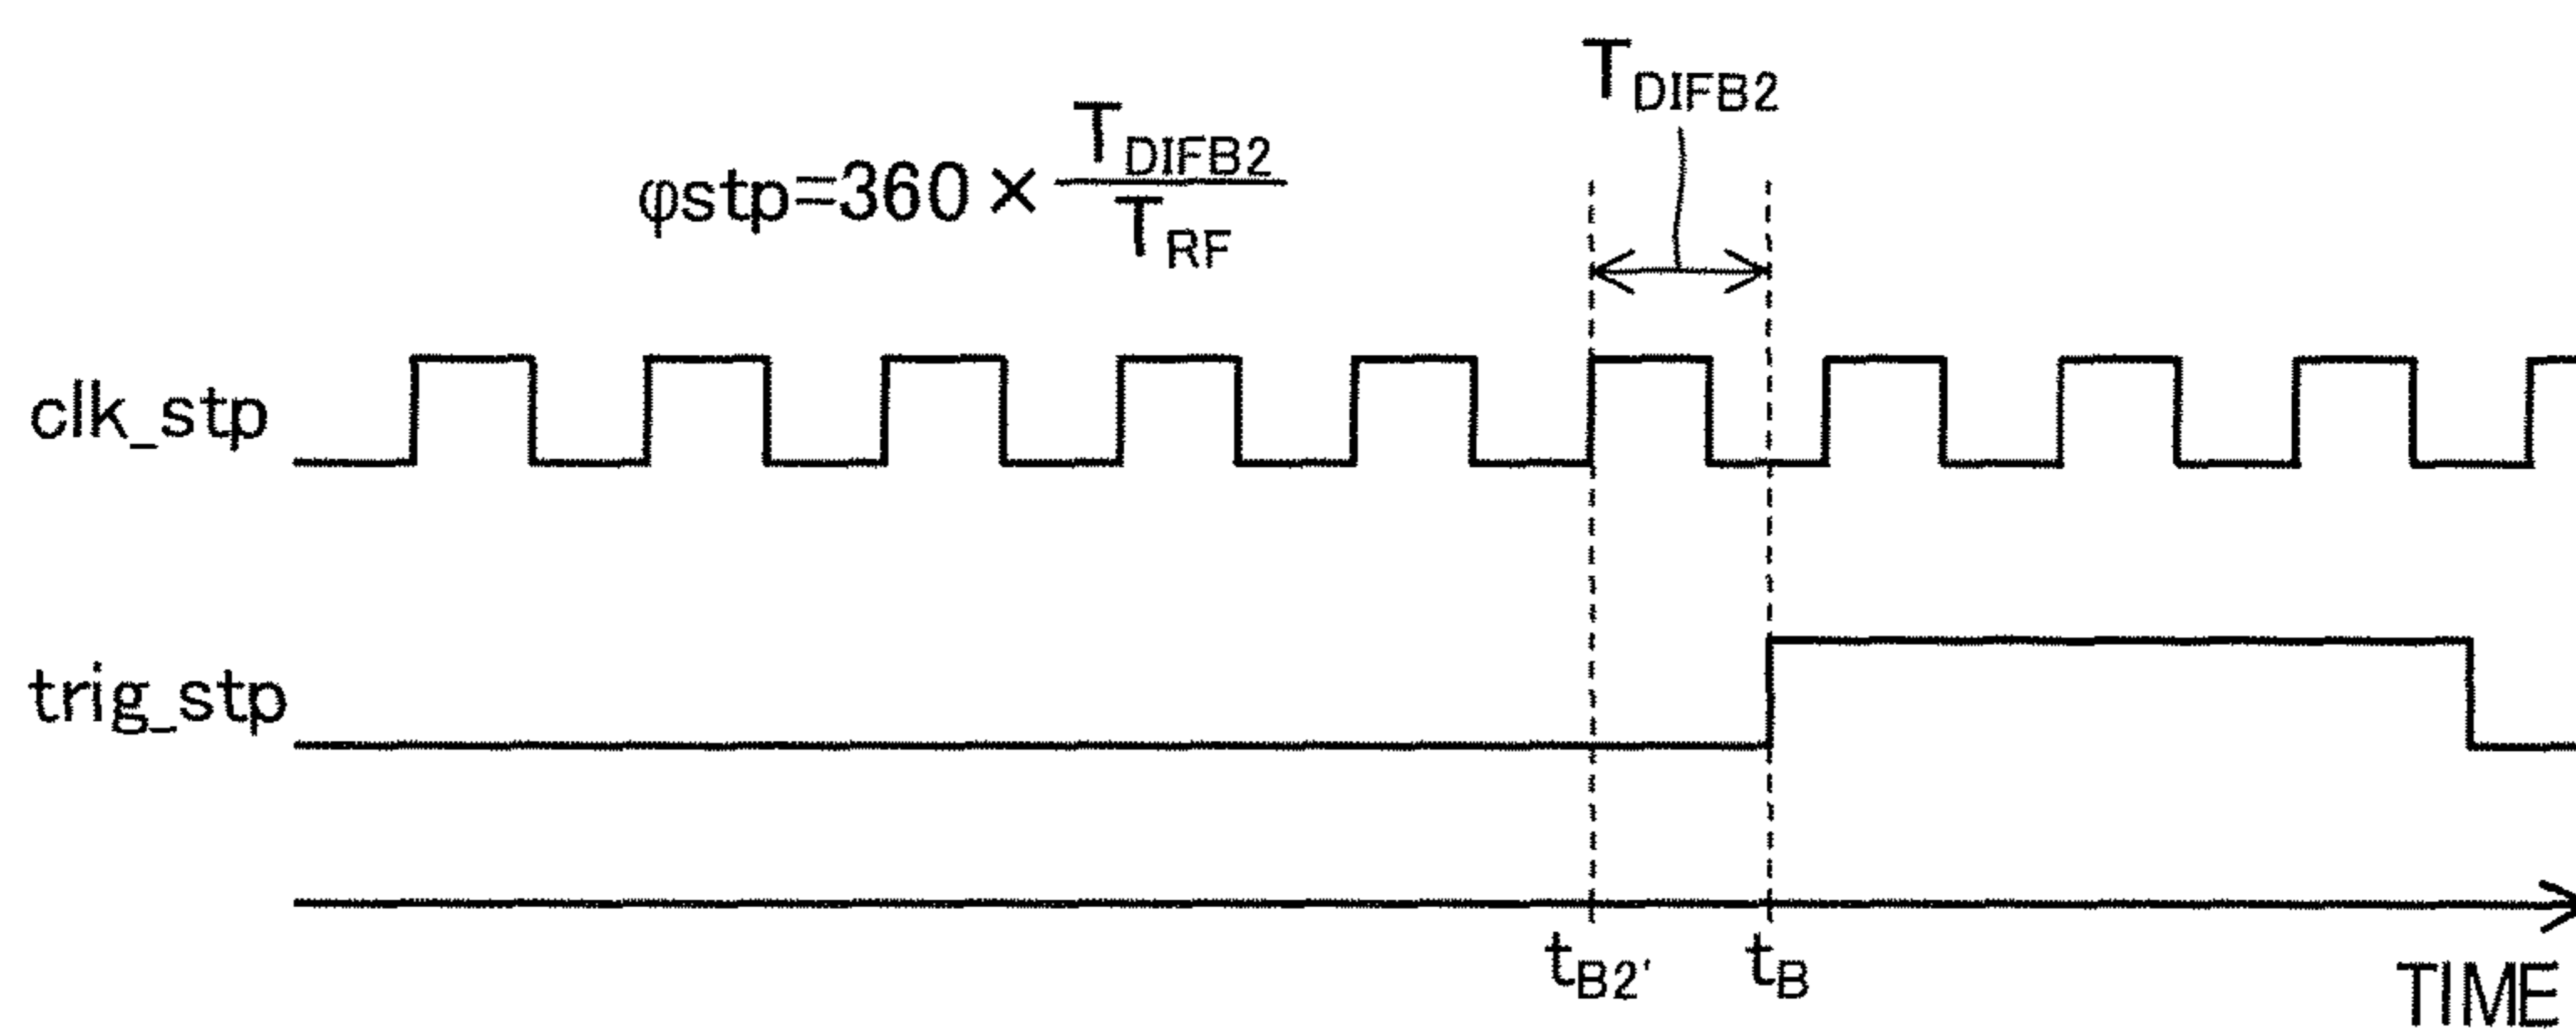 T_DIFB2
φstp=360 × T_DIFB2 / T_RF
clk_stp
trig_stp
t_B2' t_B
TIME